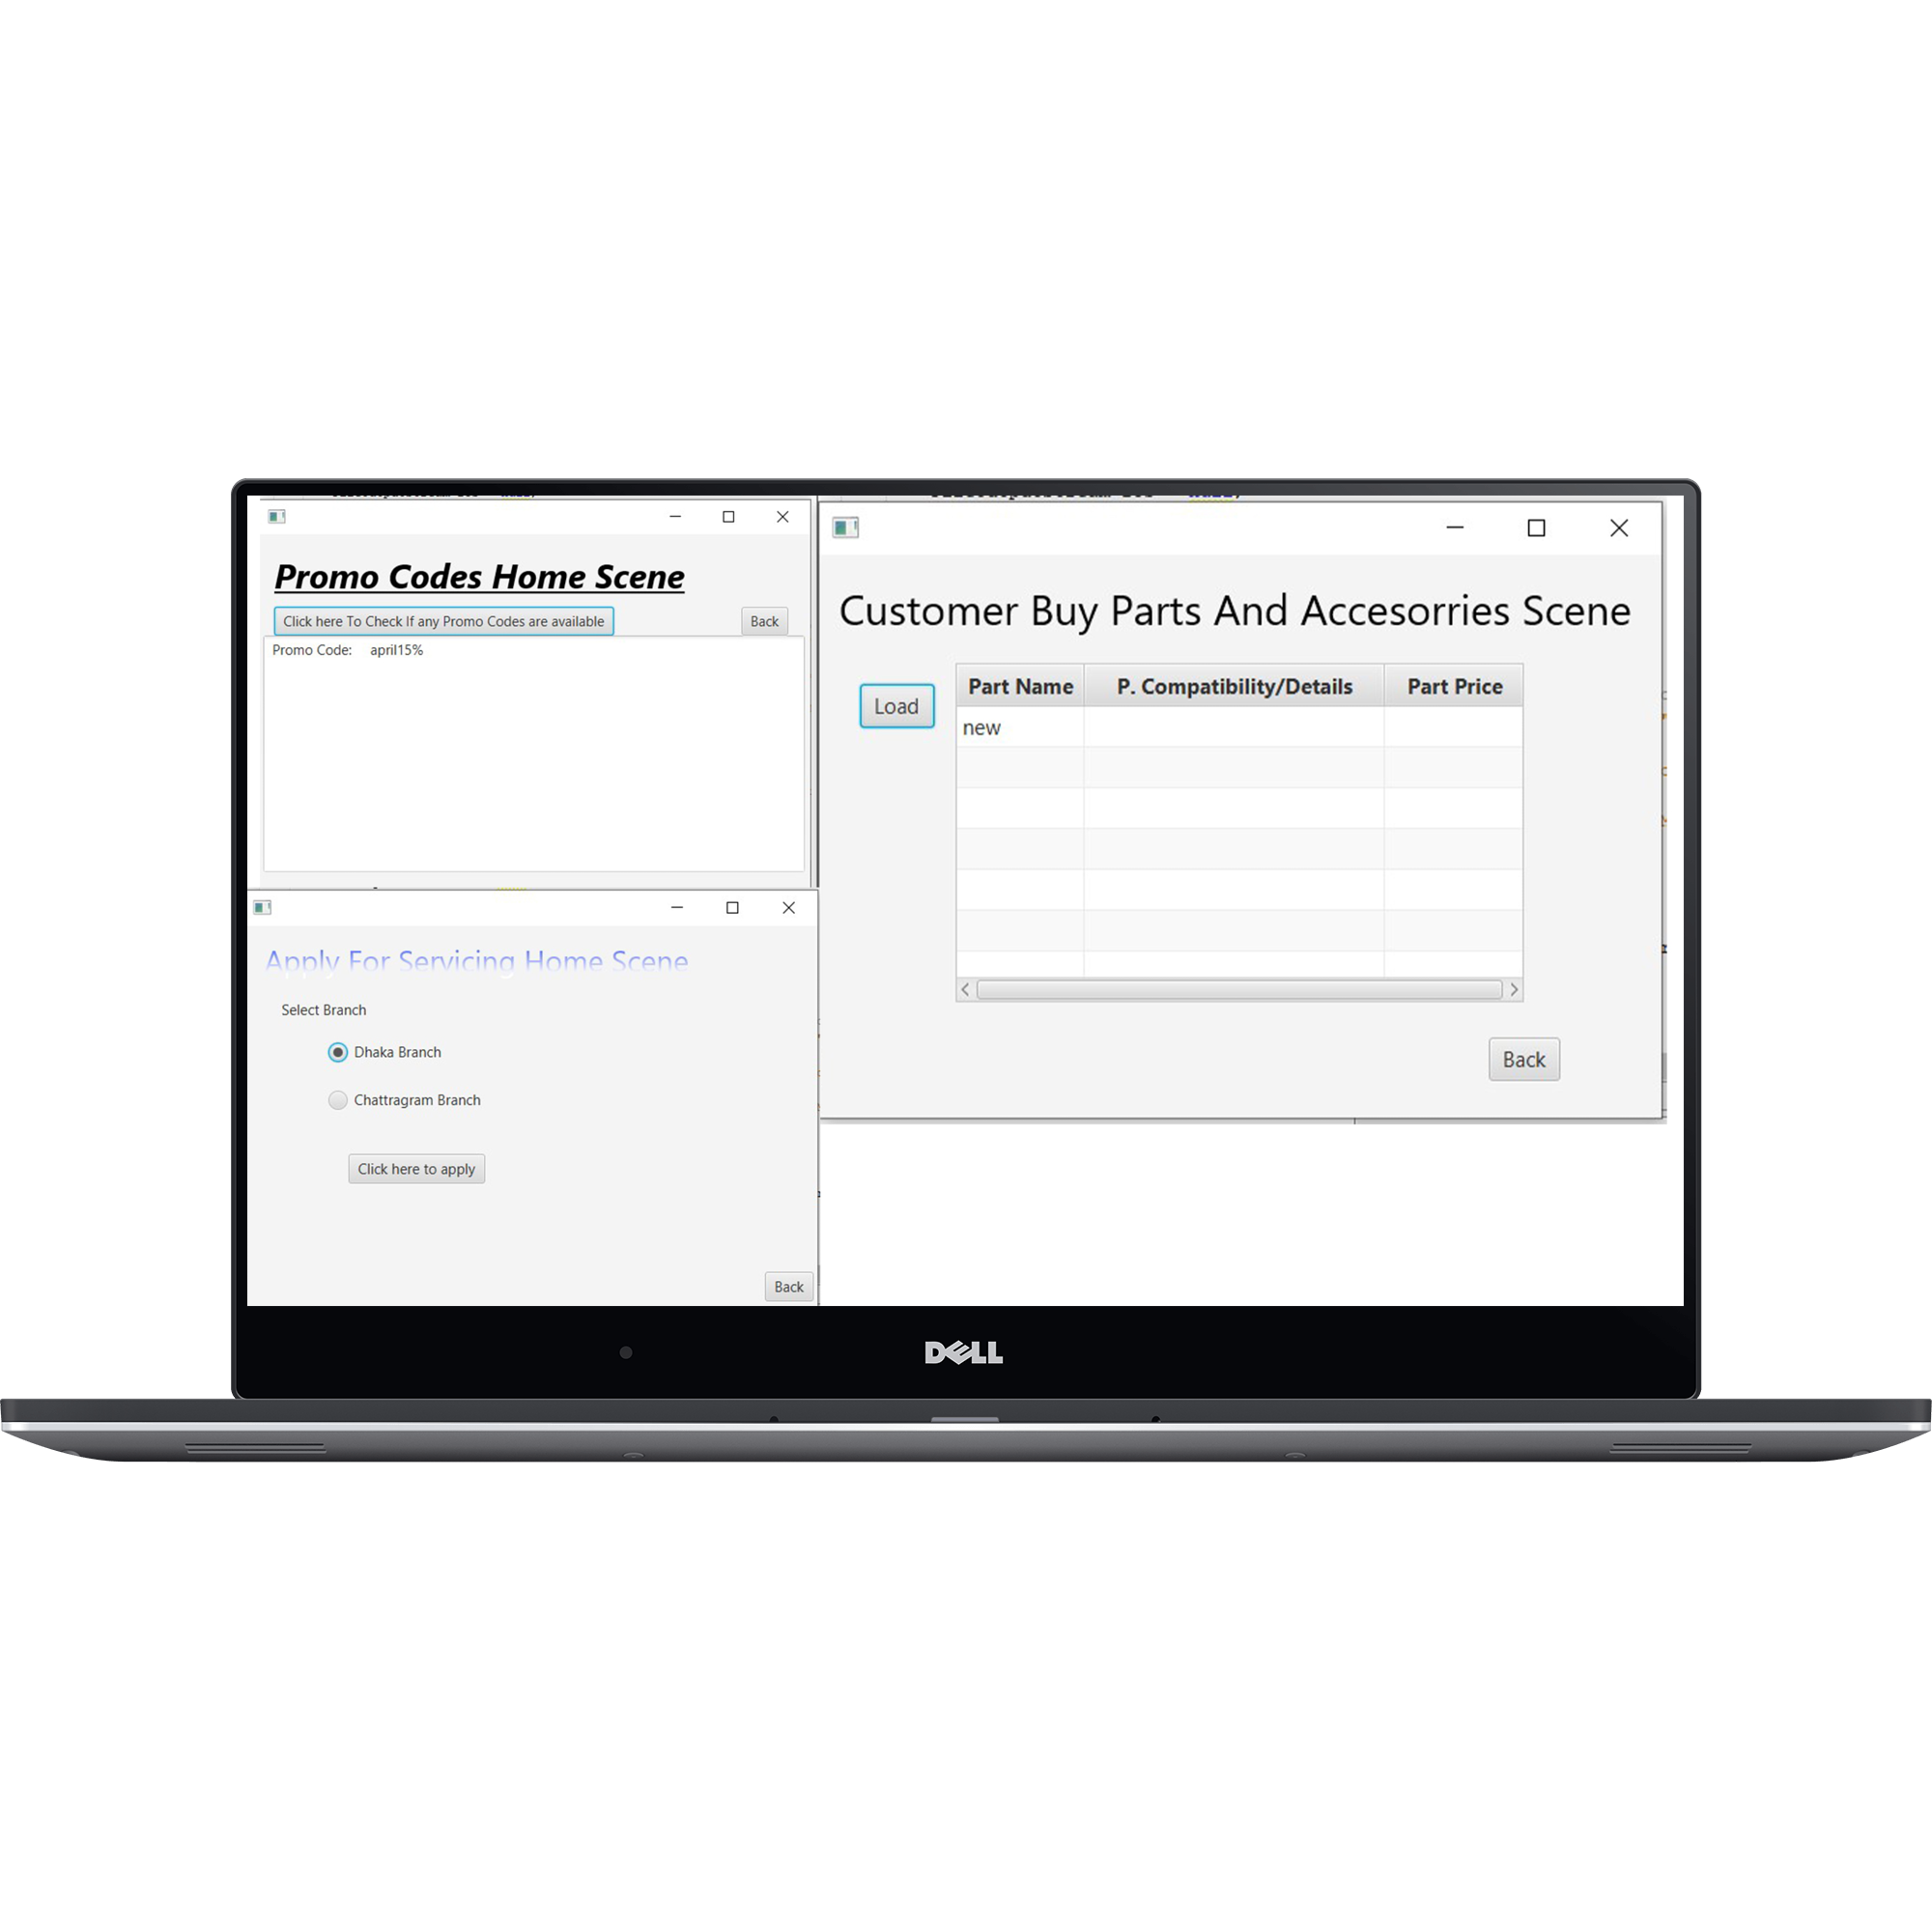 Promo Codes Home Scene
Click here To Check If any Promo Codes are available
Back
Promo Code: april15%
Apply For Servicing Home Scene
Select Branch
Dhaka Branch
Chattragram Branch
Click here to apply
Back
Customer Buy Parts And Accesorries Scene
Load
Part Name P. Compatibility/Details Part Price
new
Back
DELL